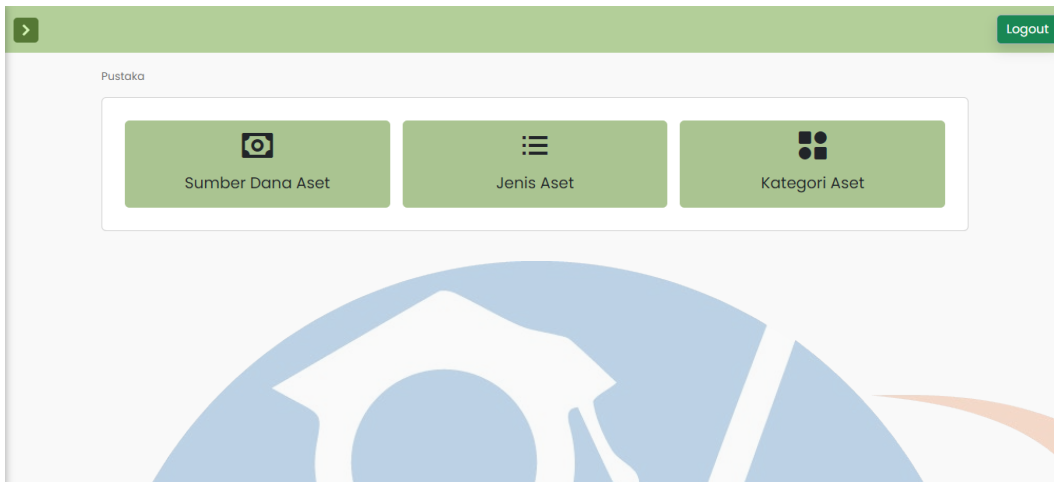 Logout
Pustaka
Sumber Dana Aset
Jenis Aset
Kategori Aset